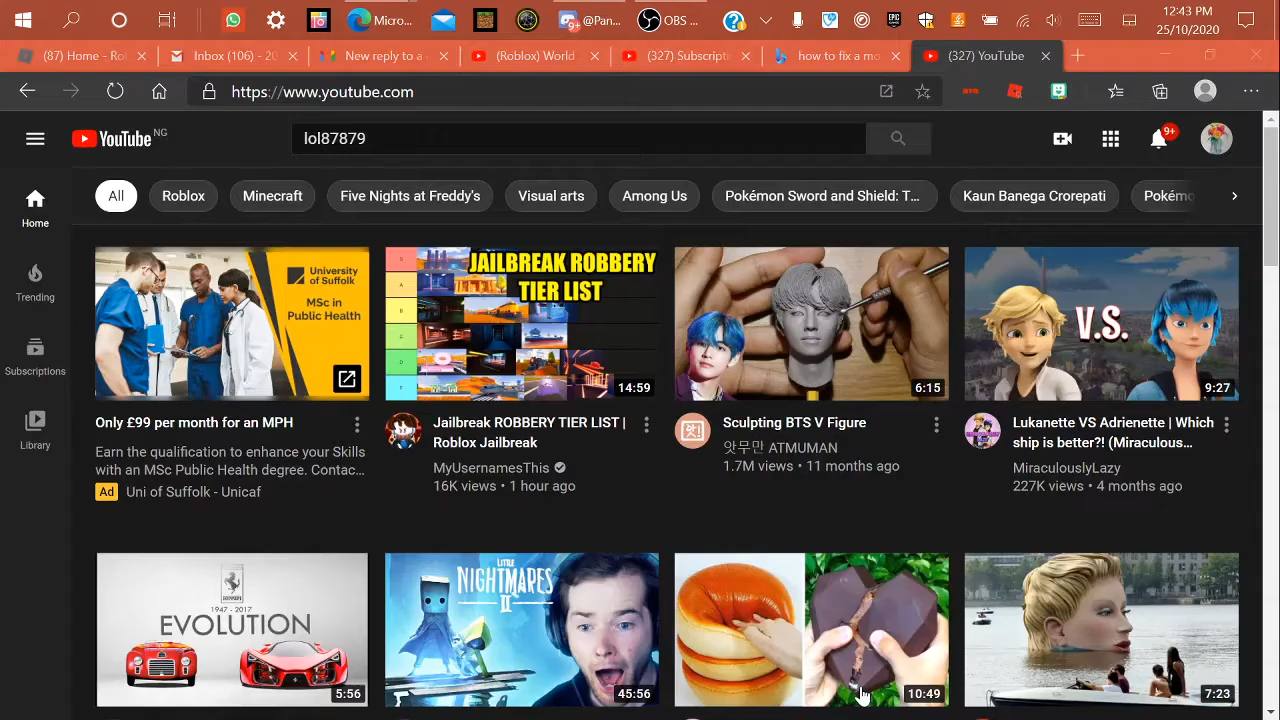 Micro...
@Pan...
OBS ...
12:43 PM
25/10/2020
(87) Home - Ro
Inbox (106) - 20
New reply to a
(Roblox) World
(327) Subscripti
how to fix a mo
(327) YouTube
https://www.youtube.com
YouTube NG
lol87879
9+
All
Roblox
Minecraft
Five Nights at Freddy's
Visual arts
Among Us
Pokémon Sword and Shield: T...
Kaun Banega Crorepati
Pokémo
Home
Trending
Subscriptions
Library
University
of Suffolk
MSc in
Public Health
JAILBREAK ROBBERY
TIER LIST
14:59
6:15
V.S.
9:27
Only £99 per month for an MPH
Earn the qualification to enhance your Skills
with an MSc Public Health degree. Contac...
Ad Uni of Suffolk - Unicaf
Jailbreak ROBBERY TIER LIST |
Roblox Jailbreak
MyUsernamesThis
16K views • 1 hour ago
Sculpting BTS V Figure
앗무만 ATMUMAN
1.7M views • 11 months ago
Lukanette VS Adrienette | Which
ship is better?! (Miraculous...
MiraculouslyLazy
227K views • 4 months ago
1947 - 2017
EVOLUTION
5:56
LITTLE
NIGHTMARES
II
45:56
10:49
7:23